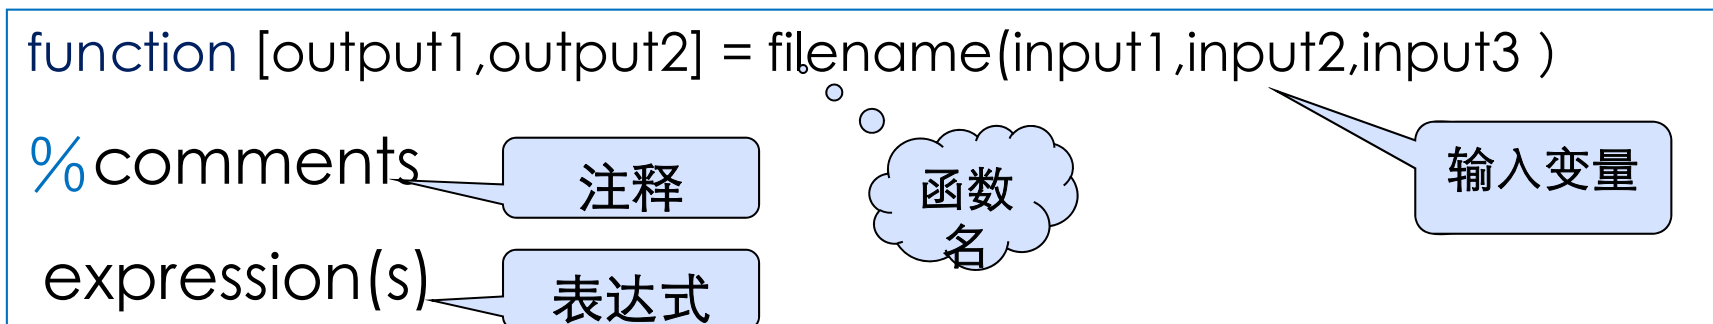 function [output1,output2] = filename(input1,input2,input3 )
%comments
注释
函数
名
输入变量
expression(s)
表达式